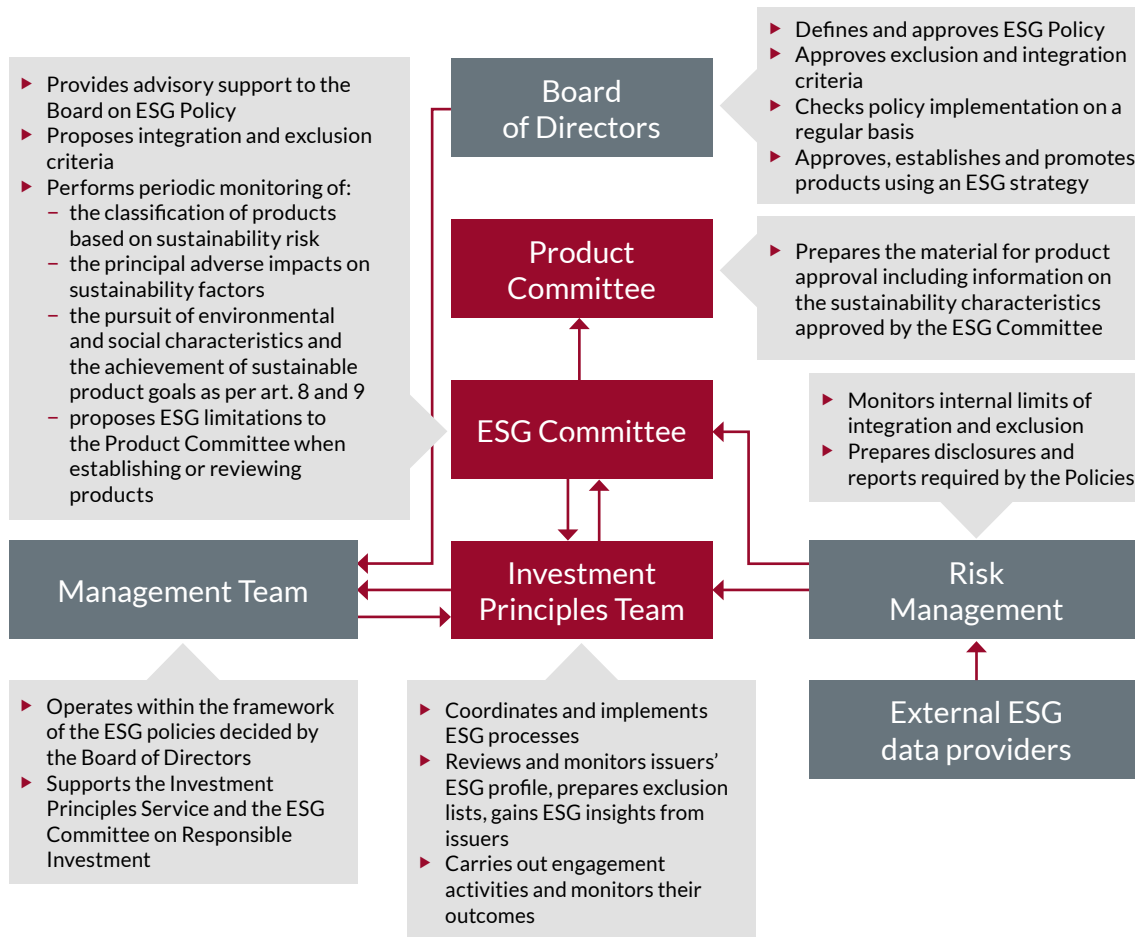 ▶ Provides advisory support to the
Board on ESG Policy
▶ Proposes integration and exclusion
criteria
▶ Performs periodic monitoring of:
– the classification of products
based on sustainability risk
– the principal adverse impacts on
sustainability factors
– the pursuit of environmental
and social characteristics and
the achievement of sustainable
product goals as per art. 8 and 9
– proposes ESG limitations to
the Product Committee when
establishing or reviewing
products
Board
of Directors
▶ Defines and approves ESG Policy
▶ Approves exclusion and integration
criteria
▶ Checks policy implementation on a
regular basis
▶ Approves, establishes and promotes
products using an ESG strategy
Product
Committee
▶ Prepares the material for product
approval including information on
the sustainability characteristics
approved by the ESG Committee
ESG Committee
▶ Monitors internal limits of
integration and exclusion
▶ Prepares disclosures and
reports required by the Policies
Management Team
Investment
Principles Team
Risk
Management
▶ Operates within the framework
of the ESG policies decided by
the Board of Directors
▶ Supports the Investment
Principles Service and the ESG
Committee on Responsible
Investment
▶ Coordinates and implements
ESG processes
▶ Reviews and monitors issuers’
ESG profile, prepares exclusion
lists, gains ESG insights from
issuers
▶ Carries out engagement
activities and monitors their
outcomes
External ESG
data providers